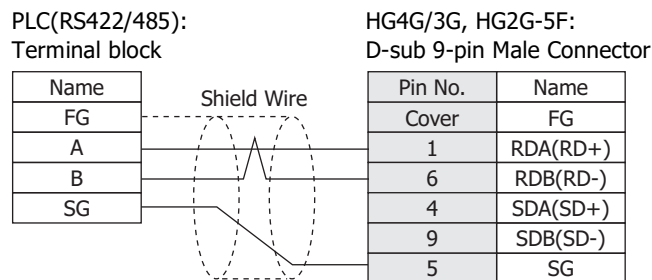 PLC(RS422/485):
Terminal block
HG4G/3G, HG2G-5F:
D-sub 9-pin Male Connector
Name
FG
A
B
SG
Shield Wire
Pin No. Name
Cover FG
1 RDA(RD+)
6 RDB(RD-)
4 SDA(SD+)
9 SDB(SD-)
5 SG